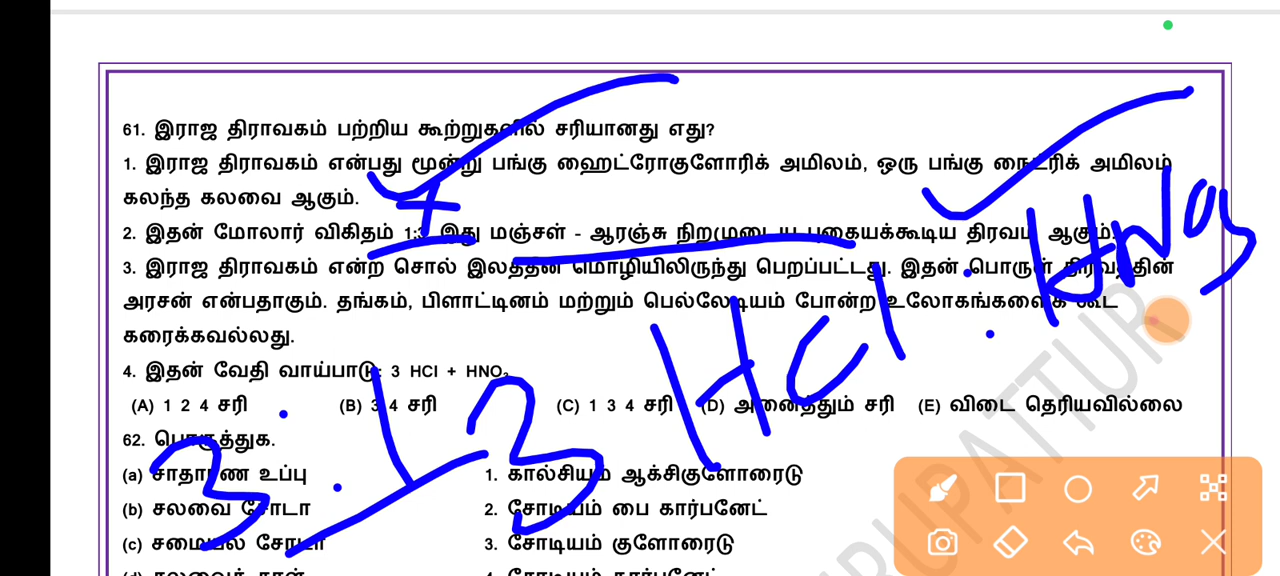 61. இராஜ திராவகம் பற்றிய கூற்றுகளில் சரியானது எது?
1. இராஜ திராவகம் என்பது மூன்று பங்கு ஹைட்ரோகுளோரிக் அமிலம், ஒரு பங்கு நைட்ரிக் அமிலம்
கலந்த கலவை ஆகும்.
2. இதன் மோலார் விகிதம் 1:3 இது மஞ்சள் - ஆரஞ்சு நிறமுடைய புகையக்கூடிய திரவம் ஆகும்
3. இராஜ திராவகம் என்ற சொல் இலத்தீன் மொழியிலிருந்து பெறப்பட்டது. இதன் பொருள் திரவத்தின்
அரசன் என்பதாகும். தங்கம், பிளாட்டினம் மற்றும் பெல்லேடியம் போன்ற உலோகங்களைக் கூட
கரைக்கவல்லது.
4. இதன் வேதி வாய்பாடு: 3 HCl + HNO₃
(A) 1 2 4 சரி (B) 3 4 சரி (C) 1 3 4 சரி (D) அனைத்தும் சரி (E) விடை தெரியவில்லை
3 : 1 3 HCl : HNO3
62. பொருத்துக.
(a) சாதாரண உப்பு 1. கால்சியம் ஆக்சிகுளோரைடு
(b) சலவை சோடா 2. சோடியம் பை கார்பனேட்
(c) சமையல் சோடா 3. சோடியம் குளோரைடு
(d) சலவைத் தூள் 4. சோடியம் கார்பனேட்
RUPATTUR